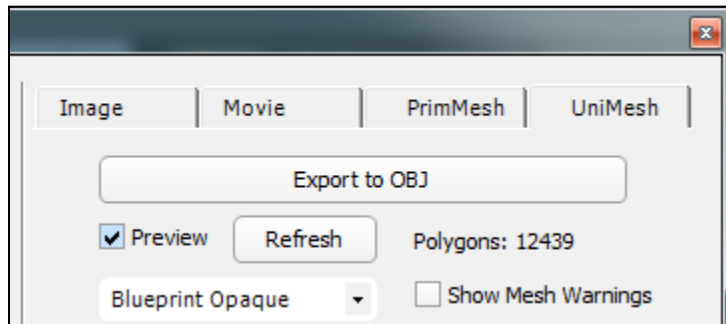 Image Movie PrimMesh UniMesh
Export to OBJ
Preview Refresh Polygons: 12439
Blueprint Opaque Show Mesh Warnings